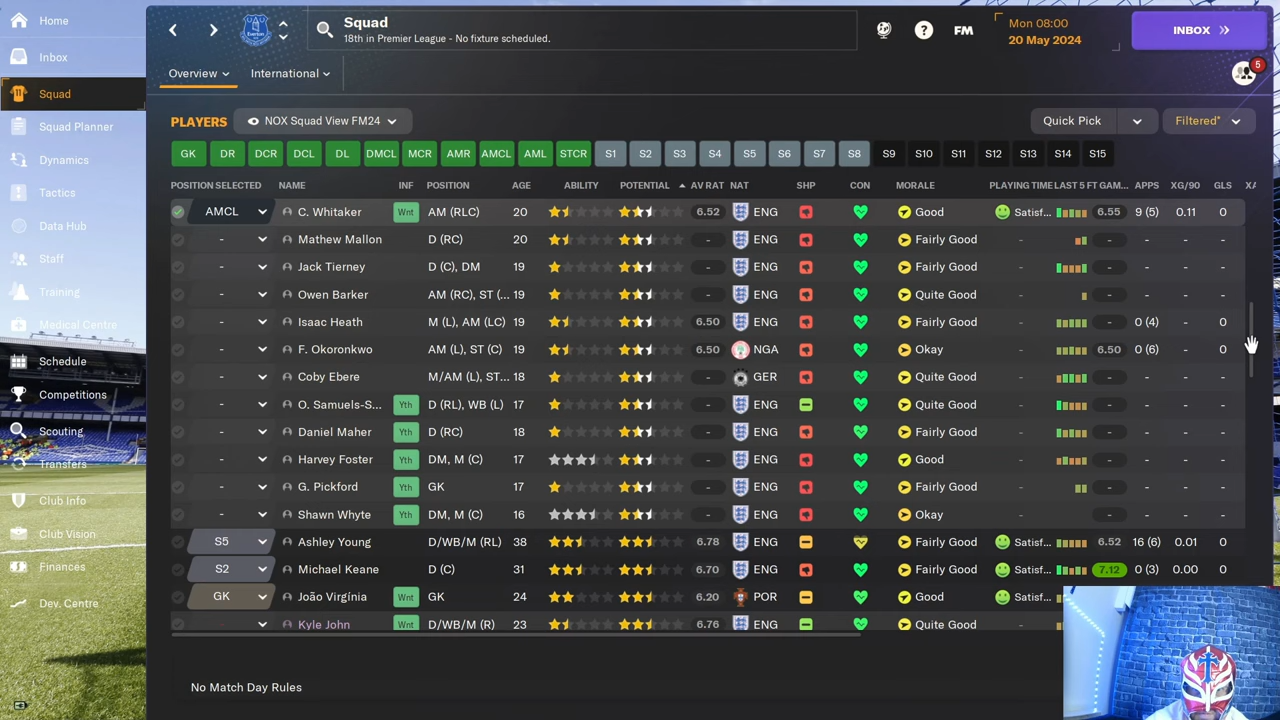 Home
Inbox
Squad
Squad Planner
Dynamics
Tactics
Data Hub
Staff
Training
Medical Centre
Schedule
Competitions
Scouting
Transfers
Club Info
Club Vision
Finances
Dev. Centre
Squad
18th in Premier League - No fixture scheduled.
? FM
Mon 08:00
20 May 2024
INBOX
Overview International
5
PLAYERS NOX Squad View FM24 Quick Pick Filtered*
GK DR DCR DCL DL DMCL MCR AMR AMCL AML STCR S1 S2 S3 S4 S5 S6 S7 S8 S9 S10 S11 S12 S13 S14 S15
POSITION SELECTED NAME INF POSITION AGE ABILITY POTENTIAL AV RAT NAT SHP CON MORALE PLAYING TIME LAST 5 FT GAM... APPS XG/90 GLS XA
AMCL C. Whitaker Wnt AM (RLC) 20 6.52 ENG Good Satisf... 6.55 9 (5) 0.11 0
- Mathew Mallon D (RC) 20 - ENG Fairly Good - - - - -
- Jack Tierney D (C), DM 19 - ENG Fairly Good - - - - -
- Owen Barker AM (RC), ST (... 19 - ENG Quite Good - - - - -
- Isaac Heath M (L), AM (LC) 19 6.50 ENG Fairly Good - - 0 (4) - 0
- F. Okoronkwo AM (L), ST (C) 19 6.50 NGA Okay - 6.50 0 (6) - 0
- Coby Ebere M/AM (L), ST... 18 - GER Quite Good - - - - -
- O. Samuels-S... Yth D (RL), WB (L) 17 - ENG Quite Good - - - - -
- Daniel Maher Yth D (RC) 18 - ENG Fairly Good - - - - -
- Harvey Foster Yth DM, M (C) 17 - ENG Good - - - - -
- G. Pickford Yth GK 17 - ENG Fairly Good - - - - -
- Shawn Whyte Yth DM, M (C) 16 - ENG Okay - - - - -
S5 Ashley Young D/WB/M (RL) 38 6.78 ENG Fairly Good Satisf... 6.52 16 (6) 0.01 0
S2 Michael Keane D (C) 31 6.70 ENG Fairly Good Satisf... 7.12 0 (3) 0.00 0
GK João Virgínia Wnt GK 24 6.20 POR Good Satisf...
Kyle John Wnt D/WB/M (R) 23 6.76 ENG Quite Good
No Match Day Rules